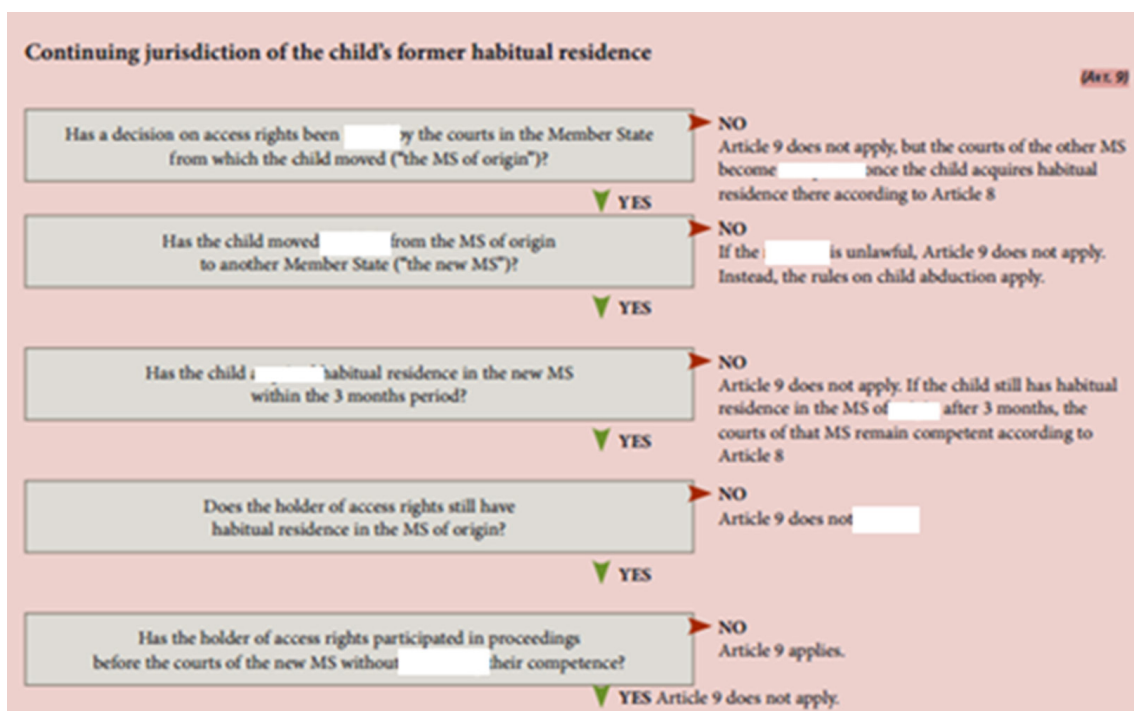 Continuing jurisdiction of the child's former habitual residence
(Art. 9)
Has a decision on access rights been by the courts in the Member State
from which the child moved ("the MS of origin")?
NO
Article 9 does not apply, but the courts of the other MS
become once the child acquires habitual
residence there according to Article 8
YES
Has the child moved from the MS of origin
to another Member State ("the new MS")?
NO
If the is unlawful, Article 9 does not apply.
Instead, the rules on child abduction apply.
YES
Has the child habitual residence in the new MS
within the 3 months period?
NO
Article 9 does not apply. If the child still has habitual
residence in the MS of after 3 months, the
courts of that MS remain competent according to
Article 8
YES
Does the holder of access rights still have
habitual residence in the MS of origin?
NO
Article 9 does not
YES
Has the holder of access rights participated in proceedings
before the courts of the new MS without their competence?
NO
Article 9 applies.
YES Article 9 does not apply.